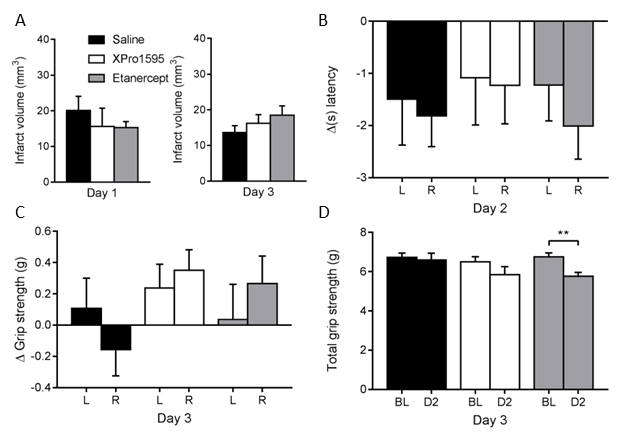 A
Infarct volume (mm³)
40
30
20
10
0
Day 1
Saline
XPro1595
Etanercept
Infarct volume (mm³)
40
30
20
10
0
Day 3
B
Δ(s) latency
0
-1
-2
-3
L R L R L R
Day 2
C
Δ Grip strength (g)
0.6
0.4
0.2
0.0
-0.2
-0.4
L R L R L R
Day 3
D
Total grip strength (g)
8
6
4
2
0
**
BL D2 BL D2 BL D2
Day 3